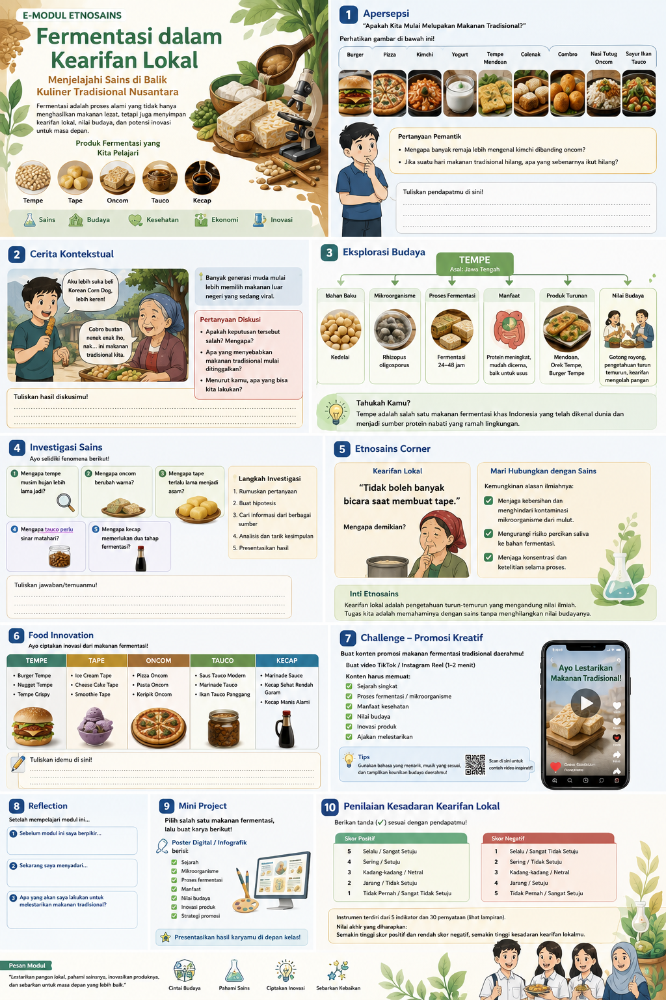 E-MODUL ETNOSAINS
Fermentasi dalam
Kearifan Lokal
Menjelajahi Sains di Balik
Kuliner Tradisional Nusantara
Fermentasi adalah proses alami yang tidak hanya
menghasilkan makanan lezat, tetapi juga menyimpan
kearifan lokal, nilai budaya, dan potensi inovasi
untuk masa depan.
Produk Fermentasi yang
Kita Pelajari
Tempe
Tape
Oncom
Tauco
Kecap
Sains
Budaya
Kesehatan
Ekonomi
Inovasi
1 Apersepsi
"Apakah Kita Mulai Melupakan Makanan Tradisional?"
Perhatikan gambar di bawah ini!
Burger
Pizza
Kimchi
Yogurt
Tempe
Mendoan
Colenak
Combro
Nasi Tutug
Oncom
Sayur Ikan
Tauco
Pertanyaan Pemantik
• Mengapa banyak remaja lebih mengenal kimchi dibanding oncom?
• Jika suatu hari makanan tradisional hilang, apa yang sebenarnya ikut hilang?
Tuliskan pendapatmu di sini!
2 Cerita Kontekstual
Aku lebih suka beli
Korean Corn Dog,
lebih keren!
Cobro buatan
nenek enak lho,
nak... ini makanan
tradisional kita.
Banyak generasi muda mulai
lebih memilih makanan luar
negeri yang sedang viral.
Pertanyaan Diskusi
• Apakah keputusan tersebut
salah? Mengapa?
• Apa yang menyebabkan
makanan tradisional mulai
ditinggalkan?
• Menurut kamu, apa yang bisa
kita lakukan?
Tuliskan hasil diskusimu!
3 Eksplorasi Budaya
TEMPE
Asal: Jawa Tengah
Bahan Baku
Kedelai
Mikroorganisme
Rhizopus
oligosporus
Proses Fermentasi
Fermentasi
24–48 jam
Manfaat
Protein meningkat,
mudah dicerna,
baik untuk usus
Produk Turunan
Mendoan,
Orek Tempe,
Burger Tempe
Nilai Budaya
Gotong royong,
pengetahuan turun
temurun, kearifan
mengolah pangan
Tahukah Kamu?
Tempe adalah salah satu makanan fermentasi khas Indonesia yang telah dikenal dunia dan
menjadi sumber protein nabati yang ramah lingkungan.
4 Investigasi Sains
Ayo selidiki fenomena berikut!
1 Mengapa tempe
musim hujan lebih
lama jadi?
2 Mengapa oncom
berubah warna?
3 Mengapa tape
terlalu lama menjadi
asam?
4 Mengapa tauco perlu
sinar matahari?
5 Mengapa kecap
memerlukan dua tahap
fermentasi?
Langkah Investigasi
1. Rumuskan pertanyaan
2. Buat hipotesis
3. Cari informasi dari berbagai
sumber
4. Analisis dan tarik kesimpulan
5. Presentasikan hasil
Tuliskan jawaban/temuanmu!
5 Etnosains Corner
Kearifan Lokal
"Tidak boleh banyak
bicara saat membuat tape."
Mengapa demikian?
Mari Hubungkan dengan Sains
Kemungkinan alasan ilmiahnya:
Menjaga kebersihan dan
menghindari kontaminasi
mikroorganisme dari mulut.
Mengurangi risiko percikan saliva
ke bahan fermentasi.
Menjaga konsentrasi dan
ketelitian selama proses.
Inti Etnosains
Kearifan lokal adalah pengetahuan turun-temurun yang mengandung nilai ilmiah.
Tugas kita adalah memahaminya dengan sains tanpa menghilangkan nilai budayanya.
6 Food Innovation
Ayo ciptakan inovasi dari makanan fermentasi!
TEMPE
• Burger Tempe
• Nugget Tempe
• Tempe Crispy
TAPE
• Ice Cream Tape
• Cheese Cake Tape
• Smoothie Tape
ONCOM
• Pizza Oncom
• Pasta Oncom
• Keripik Oncom
TAUCO
• Saus Tauco Modern
• Marinade Tauco
• Ikan Tauco Panggang
KECAP
• Marinade Sauce
• Kecap Sehat Rendah
Garam
• Kecap Manis Alami
Tuliskan idemu di sini!
7 Challenge – Promosi Kreatif
Buat konten promosi makanan fermentasi tradisional daerahmu!
Buat video TikTok / Instagram Reel (1–2 menit)
Konten harus memuat:
Sejarah singkat
Proses fermentasi / mikroorganisme
Manfaat kesehatan
Nilai budaya
Inovasi produk
Ajakan melestarikan
Tips
Gunakan bahasa yang menarik, musik yang sesuai,
dan tampilkan keunikan budaya daerahmu!
Scan di sini untuk
contoh video inspiratif!
Ayo Lestarikan
Makanan Tradisional!
8 Reflection
Setelah mempelajari modul ini...
1 Sebelum modul ini saya berpikir...
2 Sekarang saya menyadari...
3 Apa yang akan saya lakukan untuk
melestarikan makanan tradisional?
9 Mini Project
Pilih salah satu makanan fermentasi,
lalu buat karya berikut!
Poster Digital / Infografik
berisi:
Sejarah
Mikroorganisme
Proses fermentasi
Manfaat
Nilai budaya
Inovasi produk
Strategi promosi
Presentasikan hasil karyamu di depan kelas!
10 Penilaian Kesadaran Kearifan Lokal
Berikan tanda (✓) sesuai dengan pendapatmu!
Skor Positif
5 Selalu / Sangat Setuju
4 Sering / Setuju
3 Kadang-kadang / Netral
2 Jarang / Tidak Setuju
1 Tidak Pernah / Sangat Tidak Setuju
Skor Negatif
1 Selalu / Sangat Tidak Setuju
2 Sering / Tidak Setuju
3 Kadang-kadang / Netral
4 Jarang / Setuju
5 Tidak Pernah / Sangat Setuju
Instrumen terdiri dari 5 indikator dan 30 pernyataan (lihat lampiran).
Nilai akhir yang diharapkan:
Semakin tinggi skor positif dan rendah skor negatif, semakin tinggi kesadaran kearifan lokalmu.
Pesan Modul
"Lestarikan pangan lokal, pahami sainsnya, inovasikan produknya,
dan sebarkan untuk masa depan yang lebih baik."
Cintai Budaya
Pahami Sains
Ciptakan Inovasi
Sebarkan Kebaikan